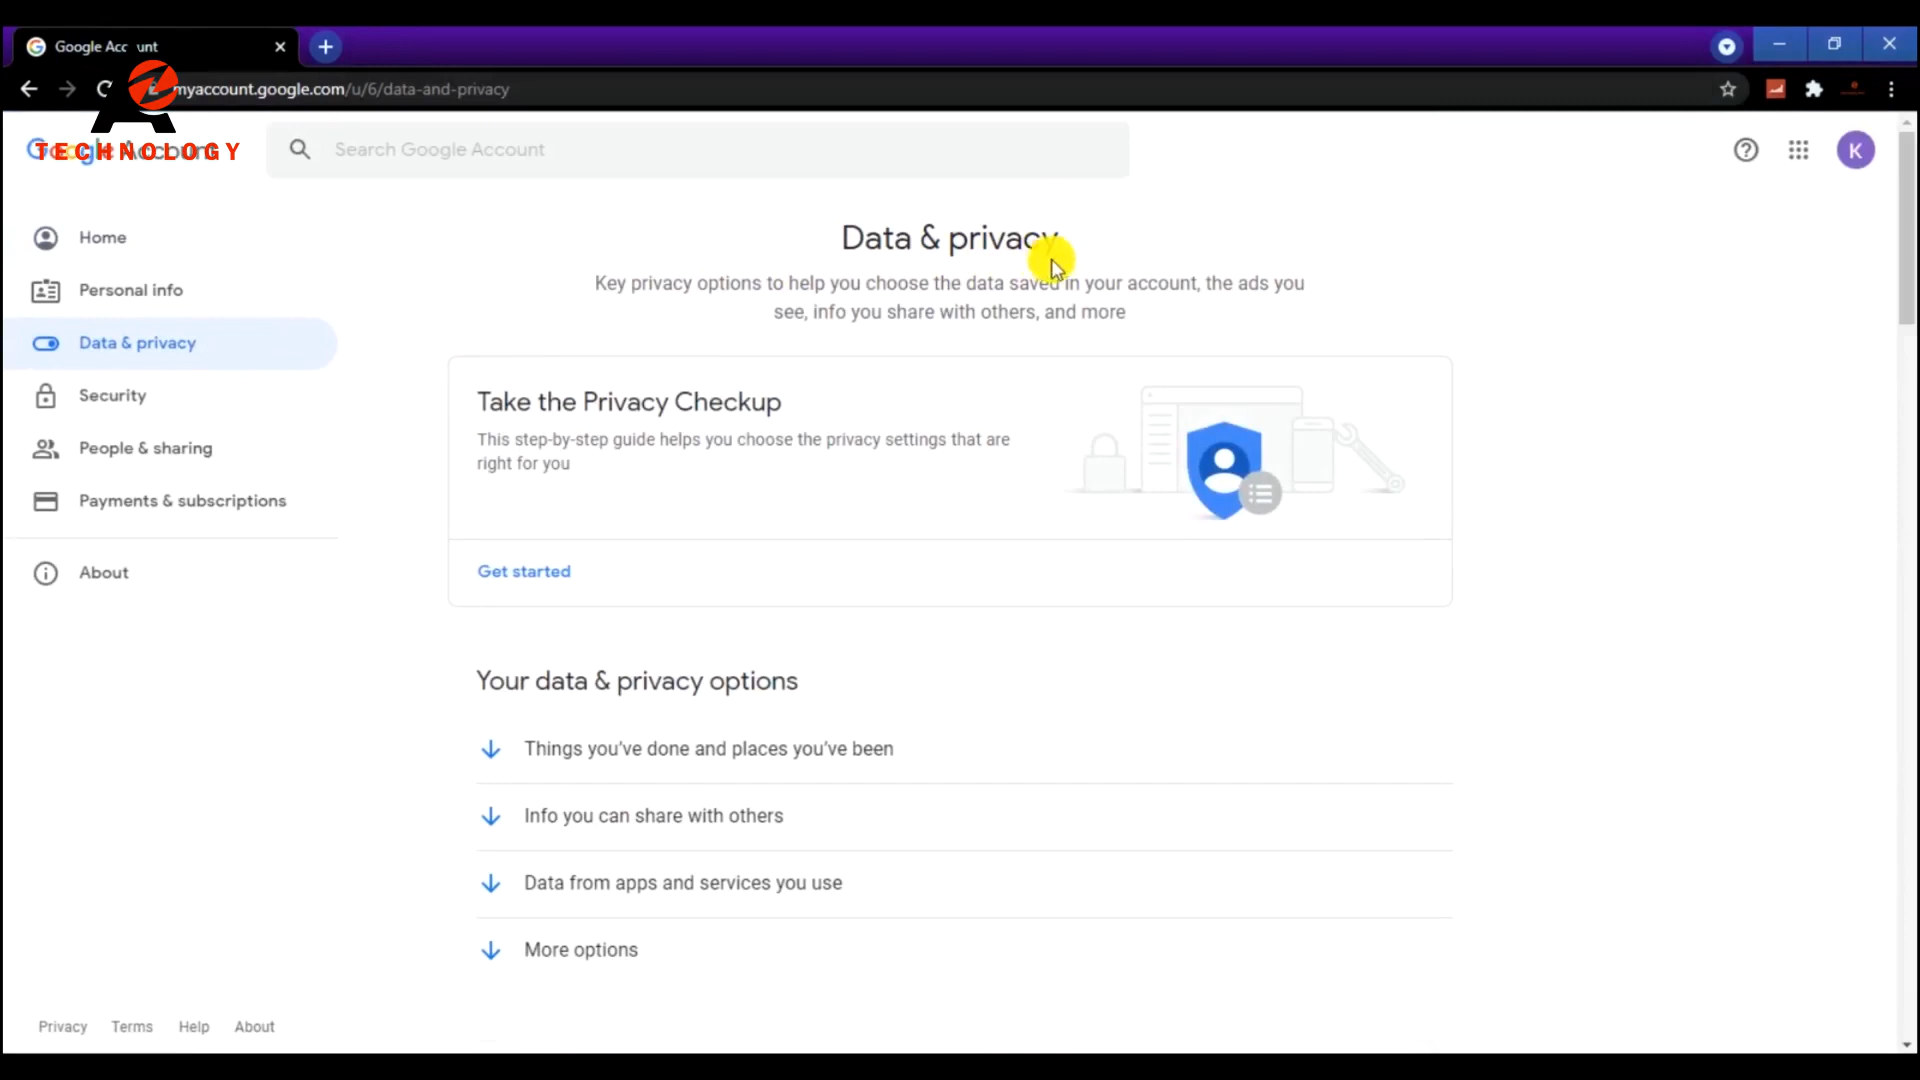 Google Acc unt
myaccount.google.com/u/6/data-and-privacy
TECHNOLOGY
Search Google Account
K
Home
Personal info
Data & privacy
Security
People & sharing
Payments & subscriptions
About
Data & privacy
Key privacy options to help you choose the data saved in your account, the ads you
see, info you share with others, and more
Take the Privacy Checkup
This step-by-step guide helps you choose the privacy settings that are
right for you
Get started
Your data & privacy options
Things you've done and places you've been
Info you can share with others
Data from apps and services you use
More options
Privacy Terms Help About